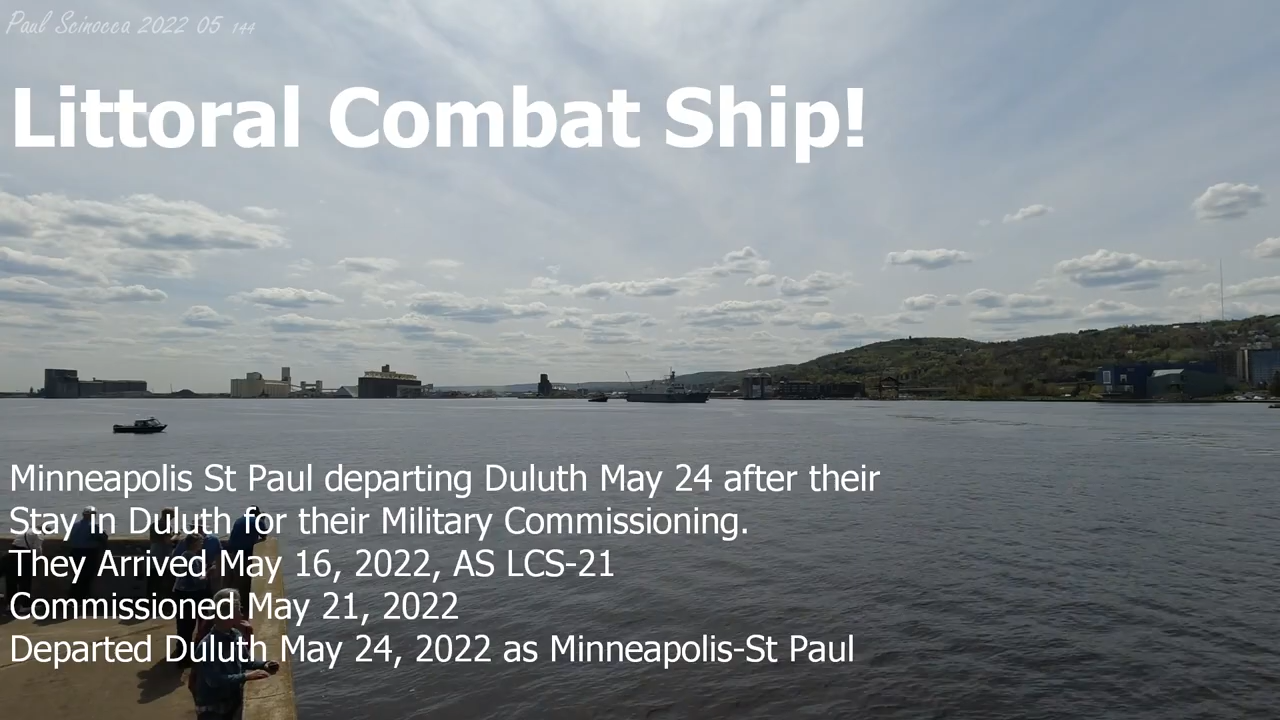 Paul Scinocca 2022 05 144
Littoral Combat Ship!
Minneapolis St Paul departing Duluth May 24 after their
Stay in Duluth for their Military Commissioning.
They Arrived May 16, 2022, AS LCS-21
Commissioned May 21, 2022
Departed Duluth May 24, 2022 as Minneapolis-St Paul